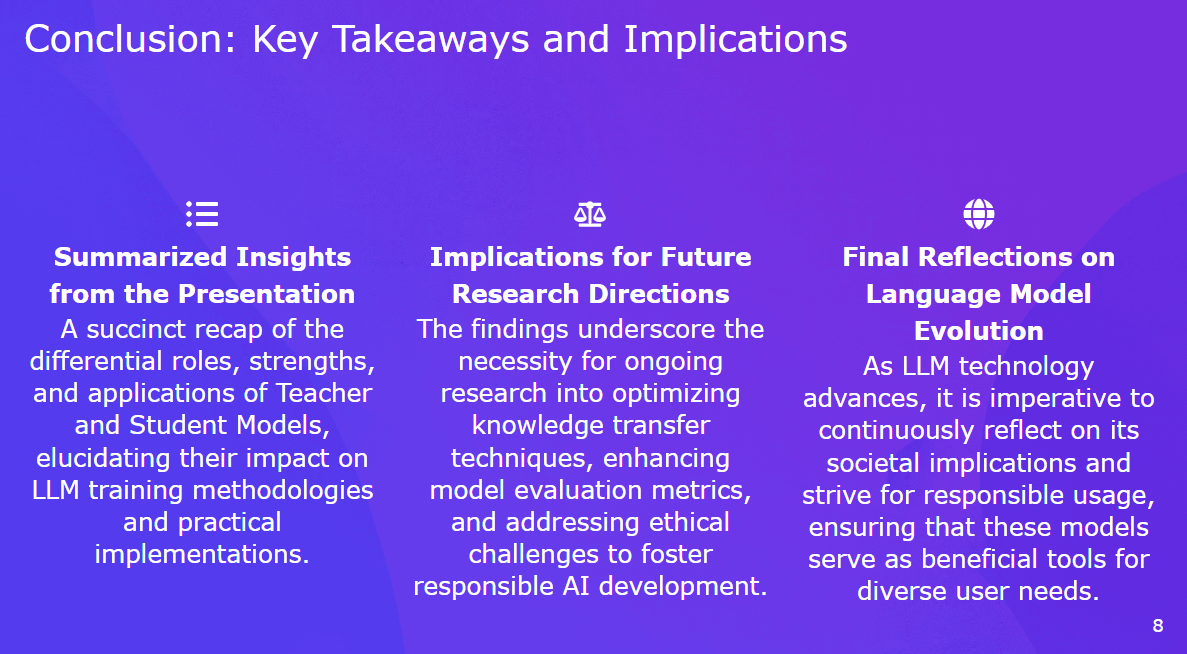 Conclusion: Key Takeaways and Implications
Summarized Insights
from the Presentation
A succinct recap of the
differential roles, strengths,
and applications of Teacher
and Student Models,
elucidating their impact on
LLM training methodologies
and practical
implementations.
Implications for Future
Research Directions
The findings underscore the
necessity for ongoing
research into optimizing
knowledge transfer
techniques, enhancing
model evaluation metrics,
and addressing ethical
challenges to foster
responsible AI development.
Final Reflections on
Language Model
Evolution
As LLM technology
advances, it is imperative to
continuously reflect on its
societal implications and
strive for responsible usage,
ensuring that these models
serve as beneficial tools for
diverse user needs.
8